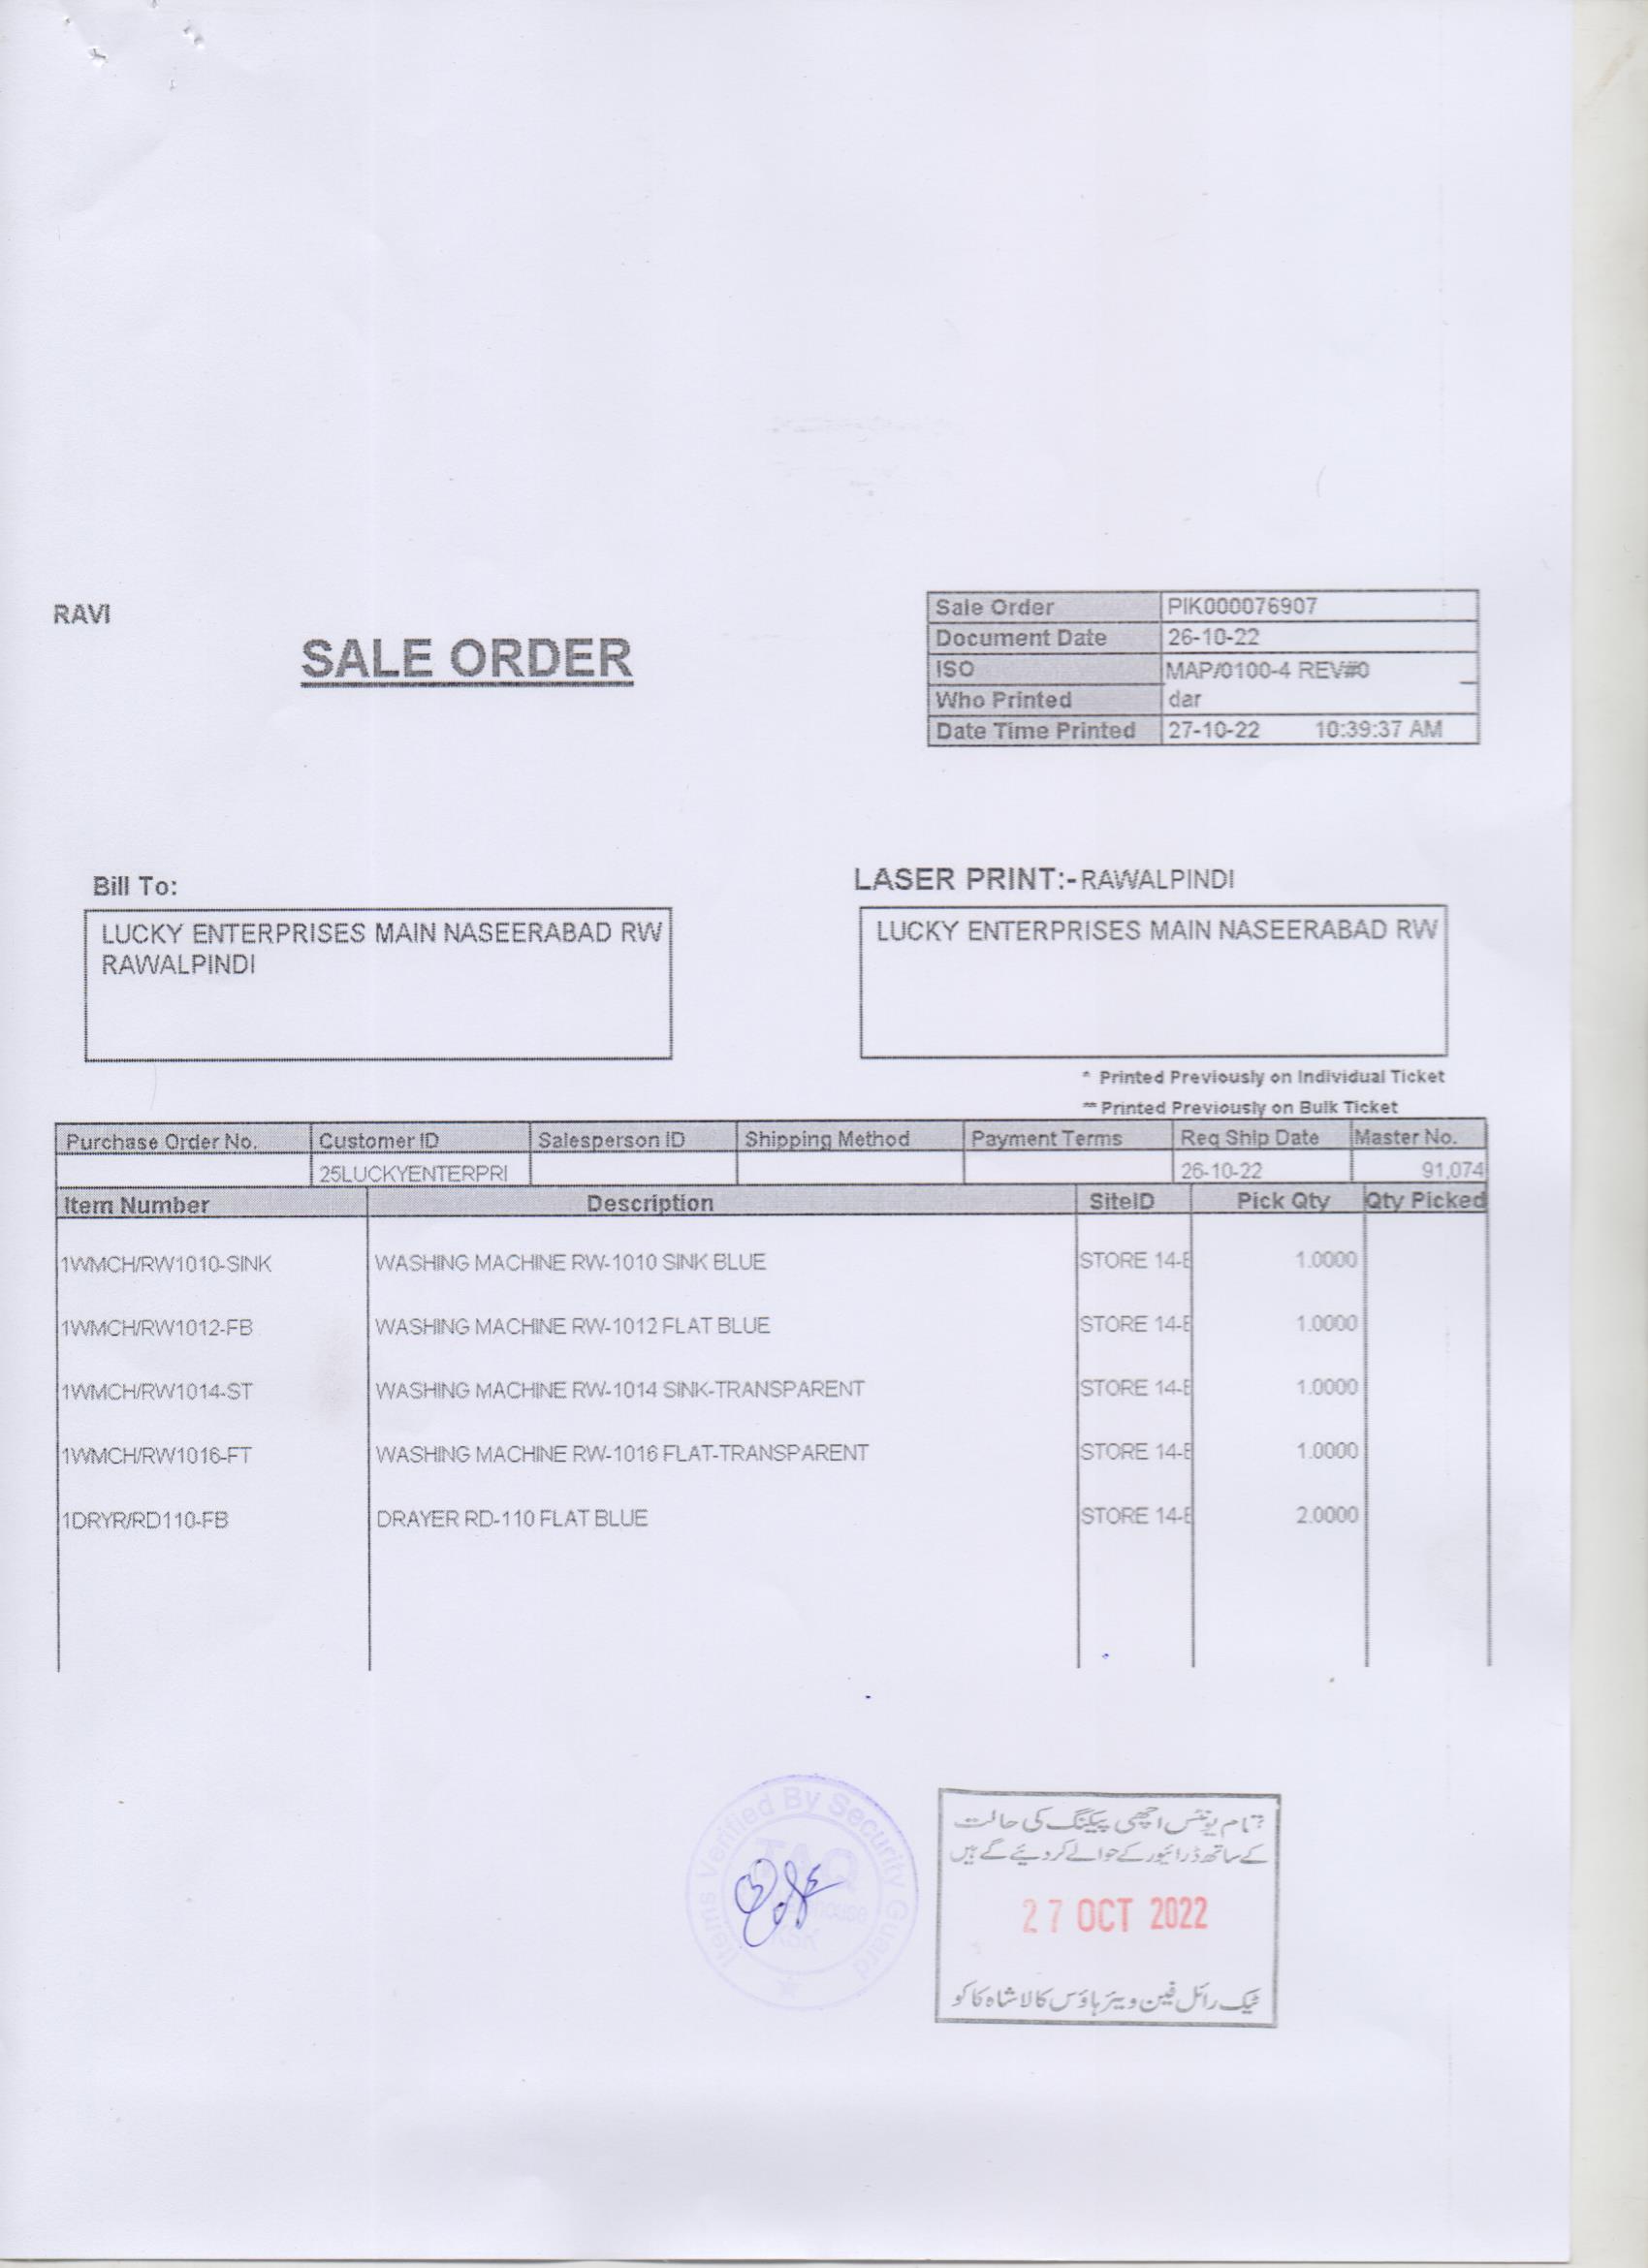 RAVI
SALE ORDER
Sale Order PIK000076907
Document Date 26-10-22
ISO MAP/0100-4 REV#0
Who Printed dar
Date Time Printed 27-10-22 10:39:37 AM
Bill To:
LUCKY ENTERPRISES MAIN NASEERABAD RW
RAWALPINDI
LASER PRINT:-RAWALPINDI
LUCKY ENTERPRISES MAIN NASEERABAD RW
* Printed Previously on Individual Ticket
** Printed Previously on Bulk Ticket
Purchase Order No. Customer ID Salesperson ID Shipping Method Payment Terms Req Ship Date Master No.
25LUCKYENTERPRI 26-10-22 91,074
Item Number Description SiteID Pick Qty Qty Picked
1WMCH/RW1010-SINK WASHING MACHINE RW-1010 SINK BLUE STORE 14-E 1.0000
1WMCH/RW1012-FB WASHING MACHINE RW-1012 FLAT BLUE STORE 14-E 1.0000
1WMCH/RW1014-ST WASHING MACHINE RW-1014 SINK-TRANSPARENT STORE 14-E 1.0000
1WMCH/RW1016-FT WASHING MACHINE RW-1016 FLAT-TRANSPARENT STORE 14-E 1.0000
1DRYR/RD110-FB DRAYER RD-110 FLAT BLUE STORE 14-E 2.0000
Items Verified By Security Guard
تمام یونٹس اچھی پیکنگ کی حالت
کے ساتھ ڈرائیور کے حوالے کر دیئے گے ہیں
27 OCT 2022
ٹیک رائل فین ویئر ہاؤس کالا شاہ کاکو